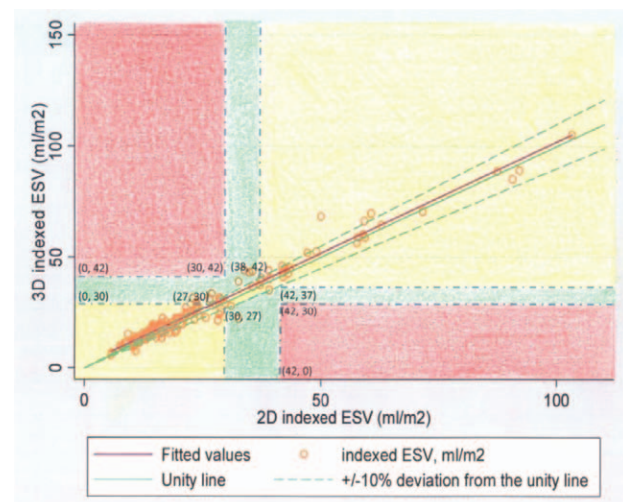 150
100
50
0
3D indexed ESV (ml/m2)
(0, 42)
(30, 42)
(38, 42)
(0, 30)
(27, 30)
(42, 37)
(30, 27)
(42, 30)
(42, 0)
0
50
100
2D indexed ESV (ml/m2)
Fitted values
indexed ESV, ml/m2
Unity line
+/-10% deviation from the unity line